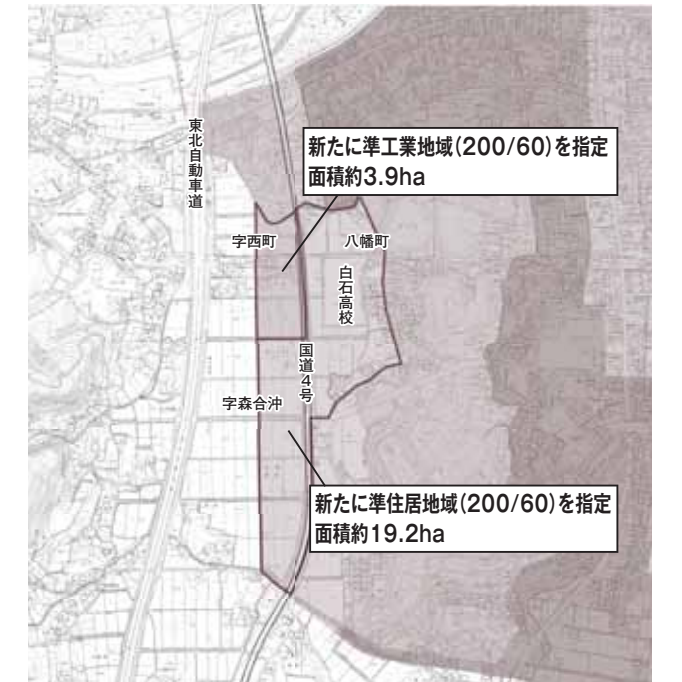 東北自動車道
新たに準工業地域(200/60)を指定
面積約3.9ha
字西町
八幡町
白石高校
国道4号
字森合沖
新たに準住居地域(200/60)を指定
面積約19.2ha